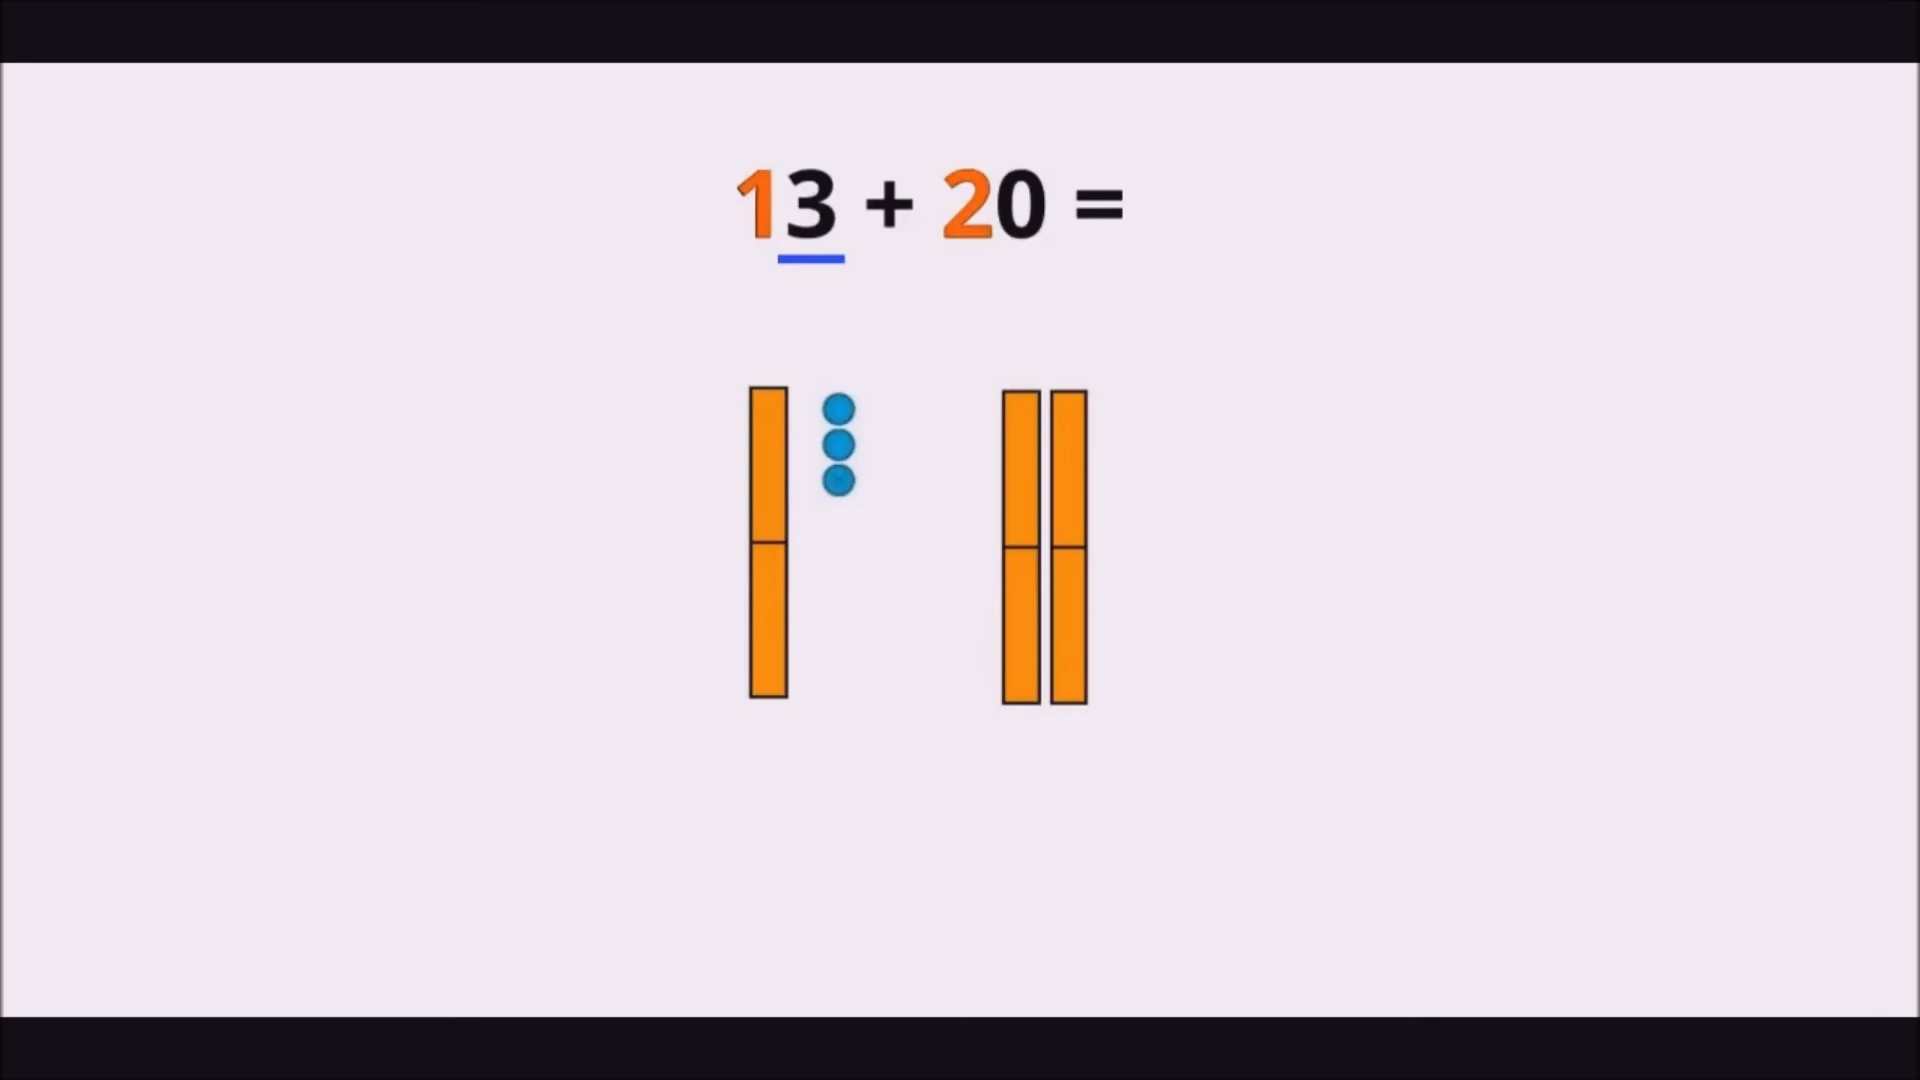 13 + 20 =